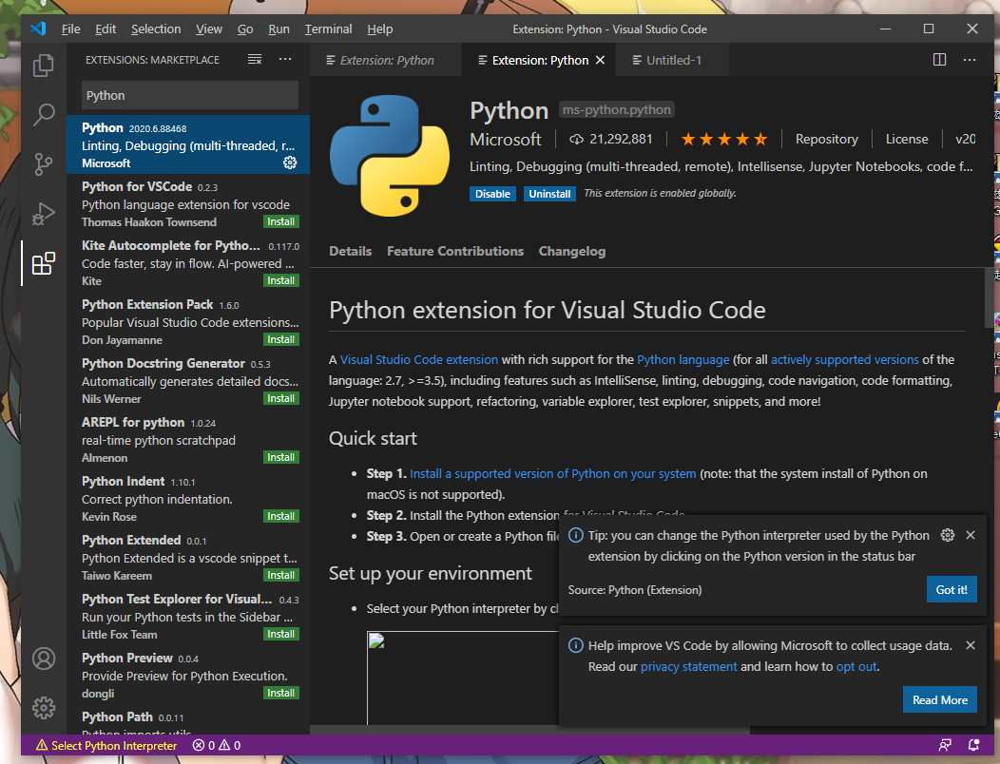 File Edit Selection View Go Run Terminal Help
Extension: Python - Visual Studio Code
EXTENSIONS: MARKETPLACE
Python
Python 2020.6.88468
Linting, Debugging (multi-threaded, r...
Microsoft
Python for VSCode 0.2.3
Python language extension for vscode
Thomas Haakon Townsend Install
Kite Autocomplete for Pytho... 0.117.0
Code faster, stay in flow. AI-powered ...
Kite Install
Python Extension Pack 1.6.0
Popular Visual Studio Code extensions...
Don Jayamanne Install
Python Docstring Generator 0.5.3
Automatically generates detailed docs...
Nils Werner Install
AREPL for python 1.0.24
real-time python scratchpad
Almenon Install
Python Indent 1.10.1
Correct python indentation.
Kevin Rose Install
Python Extended 0.0.1
Python Extended is a vscode snippet t...
Taiwo Kareem Install
Python Test Explorer for Visual... 0.4.3
Run your Python tests in the Sidebar ...
Little Fox Team Install
Python Preview 0.0.4
Provide Preview for Python Execution.
dongli Install
Python Path 0.0.11
Python imports utils
Extension: Python
Extension: Python
Untitled-1
Python ms-python.python
Microsoft 21,292,881 Repository License v20
Linting, Debugging (multi-threaded, remote), Intellisense, Jupyter Notebooks, code f...
Disable Uninstall This extension is enabled globally.
Details Feature Contributions Changelog
Python extension for Visual Studio Code
A Visual Studio Code extension with rich support for the Python language (for all actively supported versions of the
language: 2.7, >=3.5), including features such as IntelliSense, linting, debugging, code navigation, code formatting,
Jupyter notebook support, refactoring, variable explorer, test explorer, snippets, and more!
Quick start
• Step 1. Install a supported version of Python on your system (note: that the system install of Python on
macOS is not supported).
• Step 2. Install the Python extension for Visual Studio Code.
• Step 3. Open or create a Python file
Set up your environment
• Select your Python interpreter by cl
Tip: you can change the Python interpreter used by the Python
extension by clicking on the Python version in the status bar
Source: Python (Extension) Got it!
Help improve VS Code by allowing Microsoft to collect usage data.
Read our privacy statement and learn how to opt out.
Read More
Select Python Interpreter 0 0